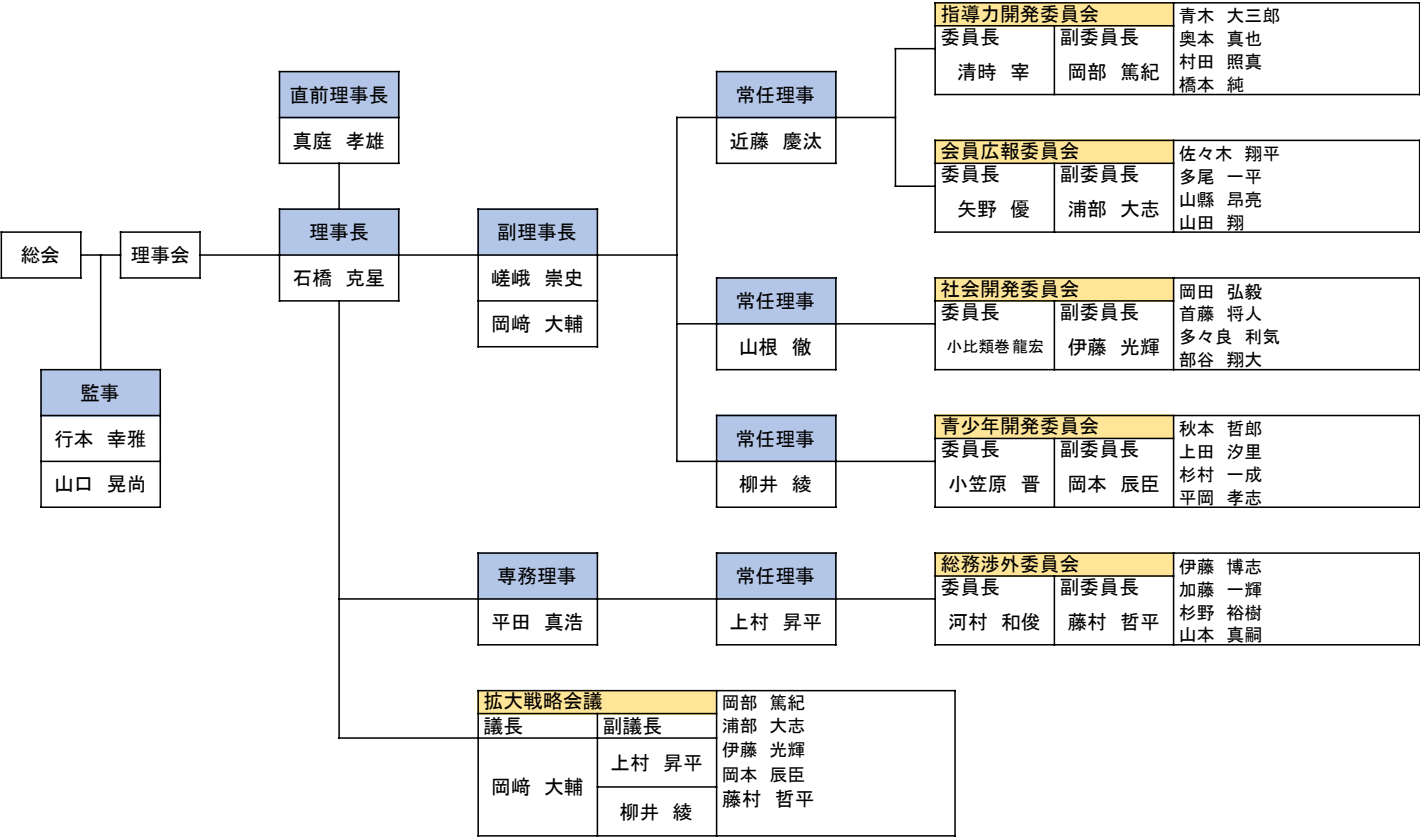 総会
理事会
監事
行本 幸雅
山口 晃尚
直前理事長
真庭 孝雄
理事長
石橋 克星
副理事長
嵯峨 崇史
岡﨑 大輔
常任理事
近藤 慶汰
指導力開発委員会
委員長 副委員長
清時 宰 岡部 篤紀
青木 大三郎
奥本 真也
村田 照真
橋本 純
会員広報委員会
委員長 副委員長
矢野 優 浦部 大志
佐々木 翔平
多尾 一平
山縣 昂亮
山田 翔
常任理事
山根 徹
社会開発委員会
委員長 副委員長
小比類巻 龍宏 伊藤 光輝
岡田 弘毅
首藤 将人
多々良 利気
部谷 翔大
常任理事
柳井 綾
青少年開発委員会
委員長 副委員長
小笠原 晋 岡本 辰臣
秋本 哲郎
上田 汐里
杉村 一成
平岡 孝志
専務理事
平田 真浩
常任理事
上村 昇平
総務渉外委員会
委員長 副委員長
河村 和俊 藤村 哲平
伊藤 博志
加藤 一輝
杉野 裕樹
山本 真嗣
拡大戦略会議
議長 副議長
岡﨑 大輔
上村 昇平
柳井 綾
岡部 篤紀
浦部 大志
伊藤 光輝
岡本 辰臣
藤村 哲平